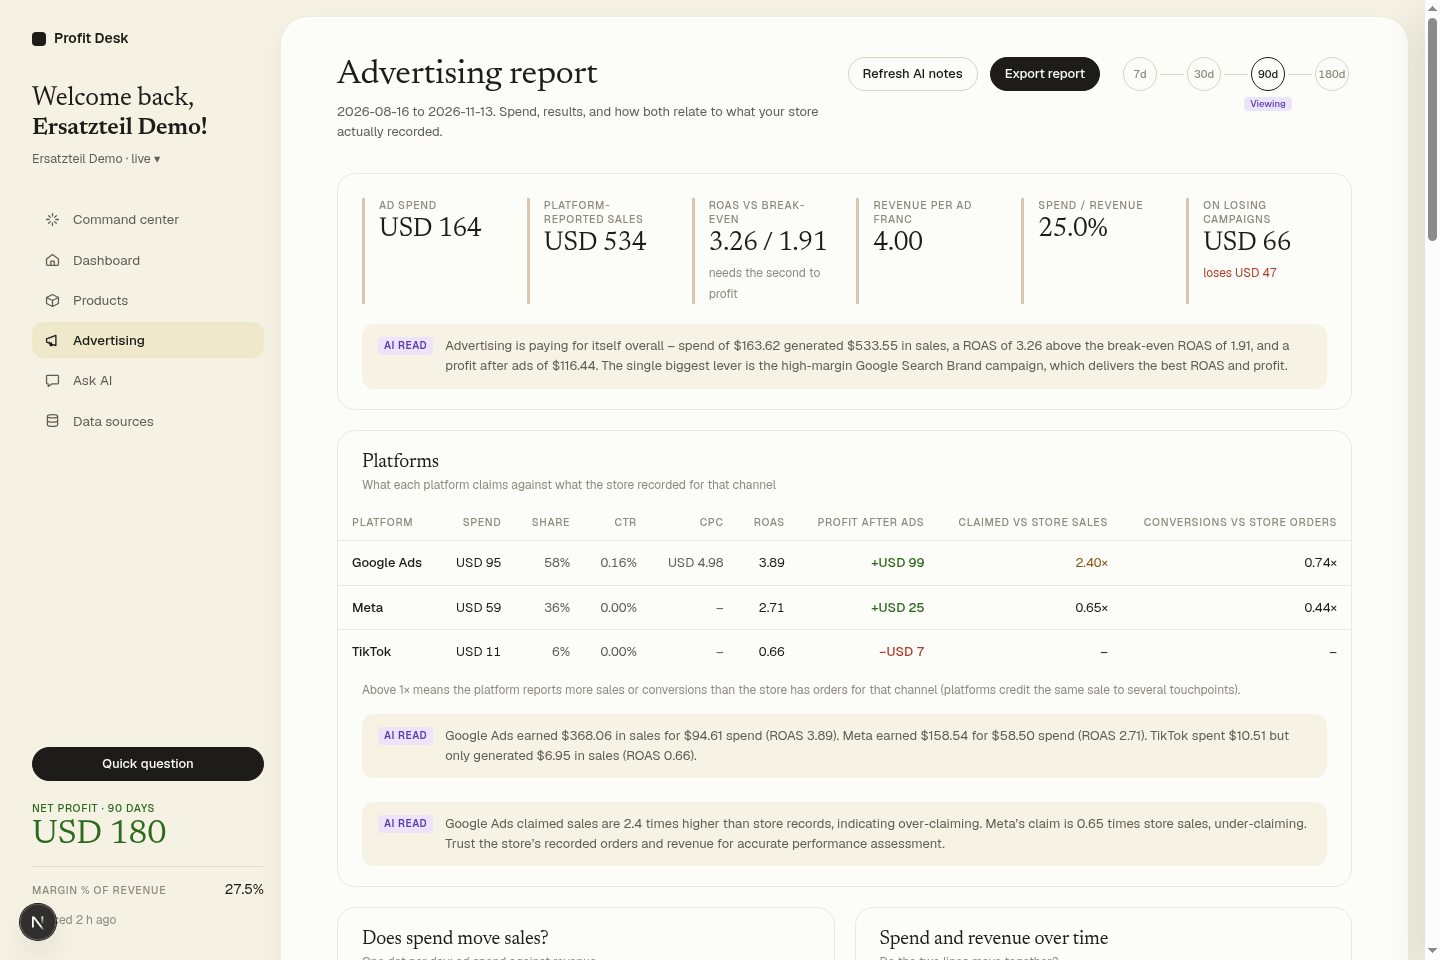 Profit Desk
Welcome back,
Ersatzteil Demo!
Ersatzteil Demo · live ▾
Command center
Dashboard
Products
Advertising
Ask AI
Data sources
Quick question
NET PROFIT · 90 DAYS
USD 180
MARGIN % OF REVENUE 27.5%
2 h ago
N
Advertising report
2026-08-16 to 2026-11-13. Spend, results, and how both relate to what your store
actually recorded.
Refresh AI notes
Export report
7d 30d 90d 180d
Viewing
AD SPEND
USD 164
PLATFORM-
REPORTED SALES
USD 534
ROAS VS BREAK-
EVEN
3.26 / 1.91
needs the second to
profit
REVENUE PER AD
FRANC
4.00
SPEND / REVENUE
25.0%
ON LOSING
CAMPAIGNS
USD 66
loses USD 47
AI READ
Advertising is paying for itself overall – spend of $163.62 generated $533.55 in sales, a ROAS of 3.26 above the break-even ROAS of 1.91, and a
profit after ads of $116.44. The single biggest lever is the high-margin Google Search Brand campaign, which delivers the best ROAS and profit.
Platforms
What each platform claims against what the store recorded for that channel
PLATFORM SPEND SHARE CTR CPC ROAS PROFIT AFTER ADS CLAIMED VS STORE SALES CONVERSIONS VS STORE ORDERS
Google Ads USD 95 58% 0.16% USD 4.98 3.89 +USD 99 2.40× 0.74×
Meta USD 59 36% 0.00% – 2.71 +USD 25 0.65× 0.44×
TikTok USD 11 6% 0.00% – 0.66 –USD 7 – –
Above 1× means the platform reports more sales or conversions than the store has orders for that channel (platforms credit the same sale to several touchpoints).
AI READ
Google Ads earned $368.06 in sales for $94.61 spend (ROAS 3.89). Meta earned $158.54 for $58.50 spend (ROAS 2.71). TikTok spent $10.51 but
only generated $6.95 in sales (ROAS 0.66).
AI READ
Google Ads claimed sales are 2.4 times higher than store records, indicating over-claiming. Meta’s claim is 0.65 times store sales, under-claiming.
Trust the store’s recorded orders and revenue for accurate performance assessment.
Does spend move sales?
Spend and revenue over time